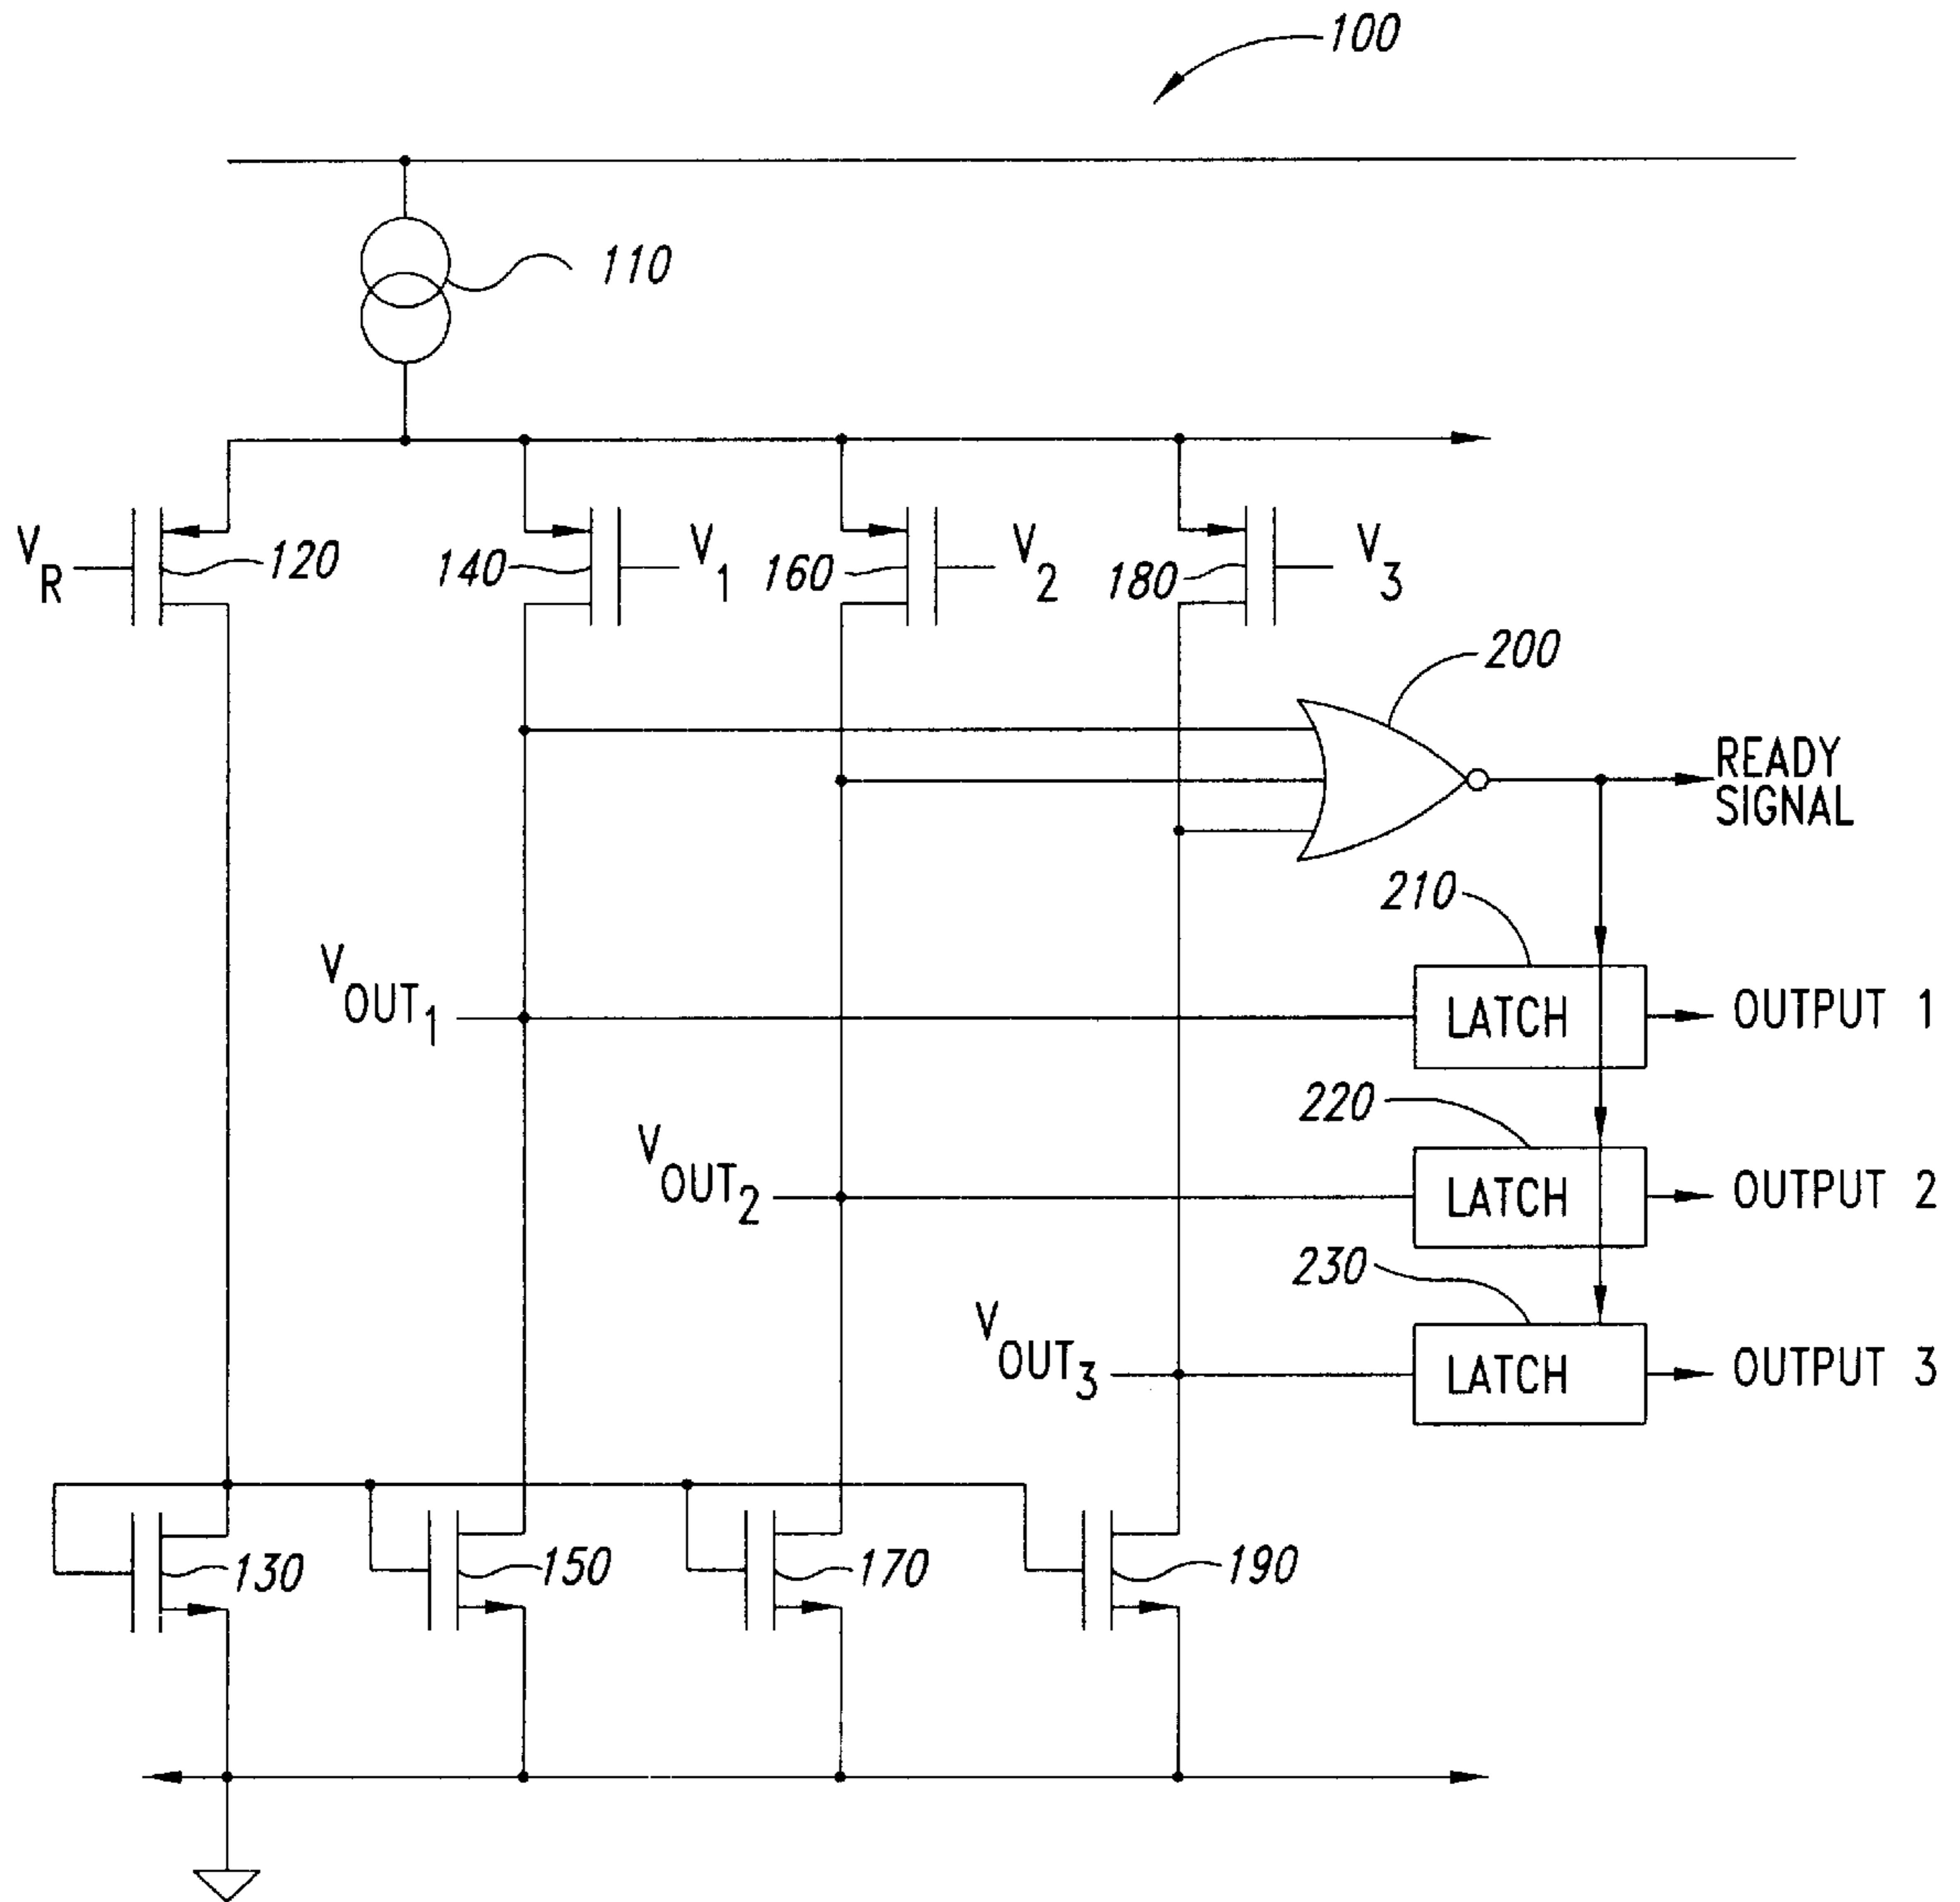 100
110
V R 120 140 V 1 160 V 2 180 V 3
200
READY
SIGNAL
210
V OUT 1 LATCH OUTPUT 1
220
V OUT 2 LATCH OUTPUT 2
230
V OUT 3 LATCH OUTPUT 3
130 150 170 190